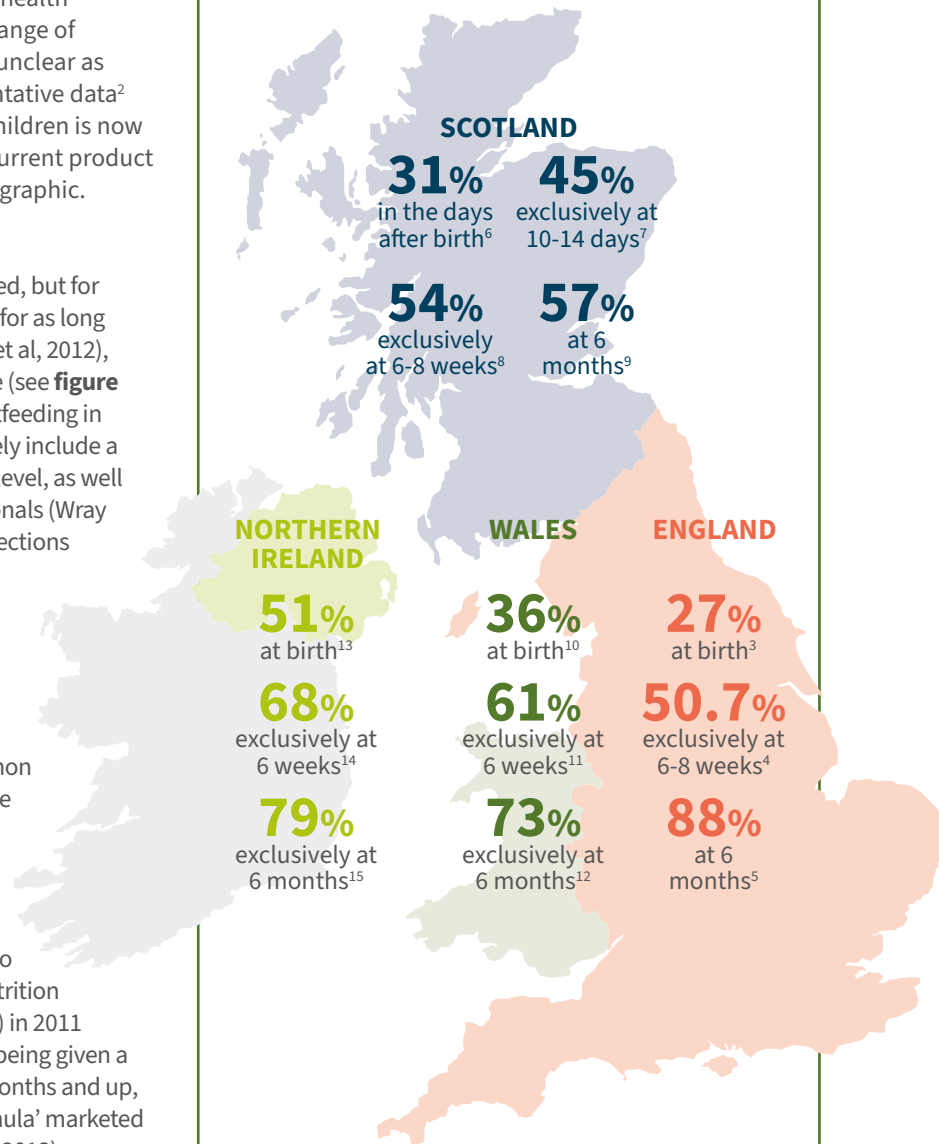 health
ange of
unclear as
ntative data²
hildren is now
urrent product
graphic.
ed, but for
for as long
et al, 2012),
e (see figure
tfeeding in
ely include a
level, as well
onals (Wray
ections
non
e
o
trition
) in 2011
being given a
onths and up,
nula’ marketed
SCOTLAND
31% 45%
in the days exclusively at
after birth⁶ 10-14 days⁷
54% 57%
exclusively at 6
at 6-8 weeks⁸ months⁹
NORTHERN
IRELAND
51%
at birth¹³
68%
exclusively at
6 weeks¹⁴
79%
exclusively at
6 months¹⁵
WALES
36%
at birth¹⁰
61%
exclusively at
6 weeks¹¹
73%
exclusively at
6 months¹²
ENGLAND
27%
at birth³
50.7%
exclusively at
6-8 weeks⁴
88%
at 6
months⁵